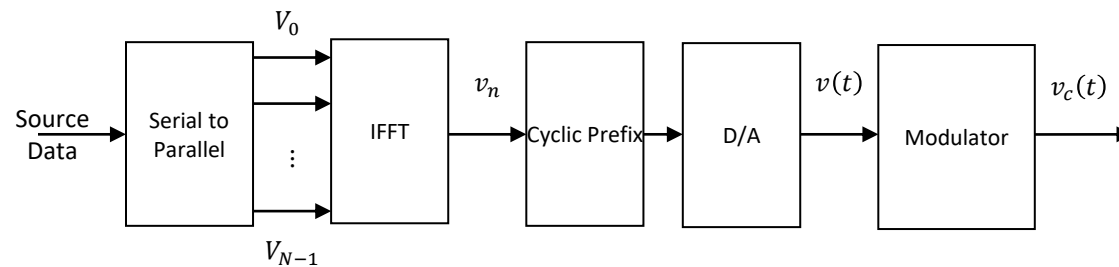 V_0
Source
Data
Serial to
Parallel
⋮
V_{N−1}
IFFT
v_n
Cyclic Prefix
D/A
v(t)
Modulator
v_c(t)